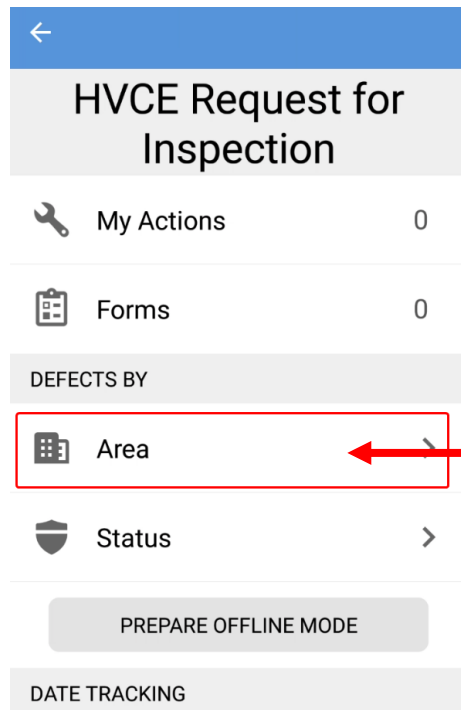 HVCE Request for
Inspection
My Actions 0
Forms 0
DEFECTS BY
Area
Status
PREPARE OFFLINE MODE
DATE TRACKING